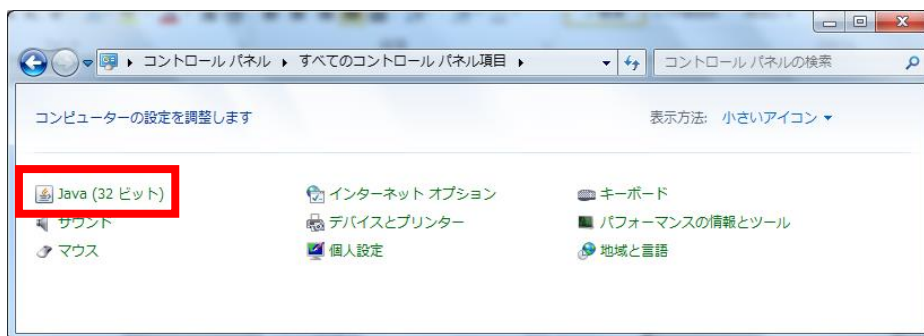 コントロール パネル すべてのコントロール パネル項目 コントロール パネルの検索
コンピューターの設定を調整します 表示方法: 小さいアイコン
Java (32 ビット) インターネット オプション キーボード
サウンド デバイスとプリンター パフォーマンスの情報とツール
マウス 個人設定 地域と言語